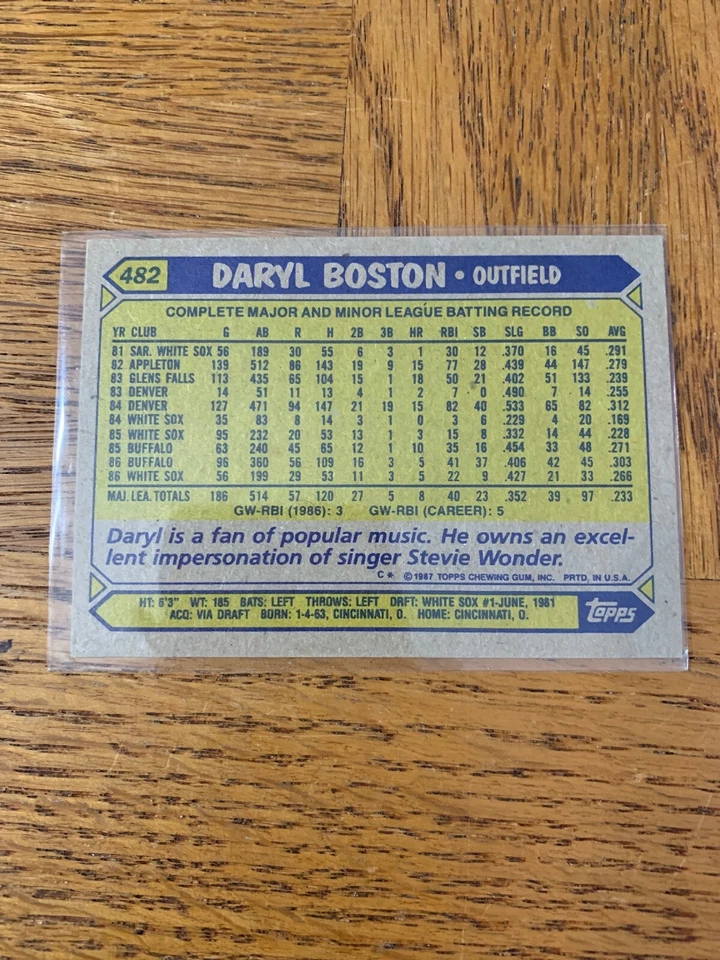 482 DARYL BOSTON • OUTFIELD
COMPLETE MAJOR AND MINOR LEAGUE BATTING RECORD
YR CLUB G AB R H 2B 3B HR RBI SB SLG BB SO AVG
81 SAR. WHITE SOX 56 189 30 55 6 3 1 30 12 .370 16 45 .291
82 APPLETON 139 512 86 143 19 9 15 77 28 .439 44 147 .279
83 GLENS FALLS 113 435 65 104 15 1 18 50 21 .402 51 133 .239
83 DENVER 14 51 11 13 4 1 2 7 0 .490 7 14 .255
84 DENVER 127 471 94 147 21 19 15 82 40 .533 65 82 .312
84 WHITE SOX 35 83 8 14 3 1 0 3 6 .229 4 20 .169
85 WHITE SOX 95 232 20 53 13 1 3 15 8 .332 14 44 .228
85 BUFFALO 63 240 45 65 12 1 10 35 16 .454 33 48 .271
86 BUFFALO 96 360 56 109 16 3 5 41 37 .406 42 45 .303
86 WHITE SOX 56 199 29 53 11 3 5 22 9 .427 21 33 .266
MAJ. LEA. TOTALS 186 514 57 120 27 5 8 40 23 .352 39 97 .233
GW-RBI (1986): 3 GW-RBI (CAREER): 5
Daryl is a fan of popular music. He owns an excel-
lent impersonation of singer Stevie Wonder.
C* © 1987 TOPPS CHEWING GUM, INC. PRTD. IN U.S.A.
HT: 6'3" WT: 185 BATS: LEFT THROWS: LEFT DRFT: WHITE SOX #1-JUNE, 1981
ACQ: VIA DRAFT BORN: 1-4-63, CINCINNATI, O. HOME: CINCINNATI, O.
topps